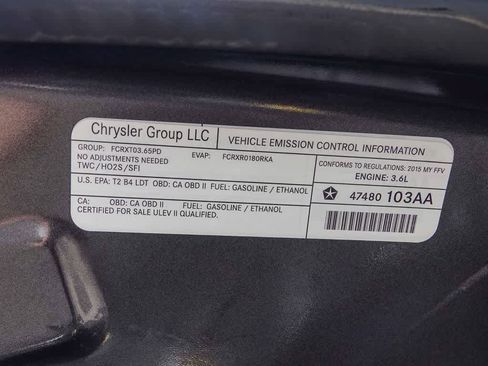 Chrysler Group LLC
VEHICLE EMISSION CONTROL INFORMATION
GROUP: FCRXT03.65PD EVAP: FCRXR0180RKA
NO ADJUSTMENTS NEEDED
TWC/HO2S/SFI
CONFORMS TO REGULATIONS: 2015 MY FFV
ENGINE: 3.6L
U.S. EPA: T2 B4 LDT OBD: CA OBD II FUEL: GASOLINE / ETHANOL
CA: OBD: CA OBD II FUEL: GASOLINE / ETHANOL
CERTIFIED FOR SALE ULEV II QUALIFIED.
47480 103AA